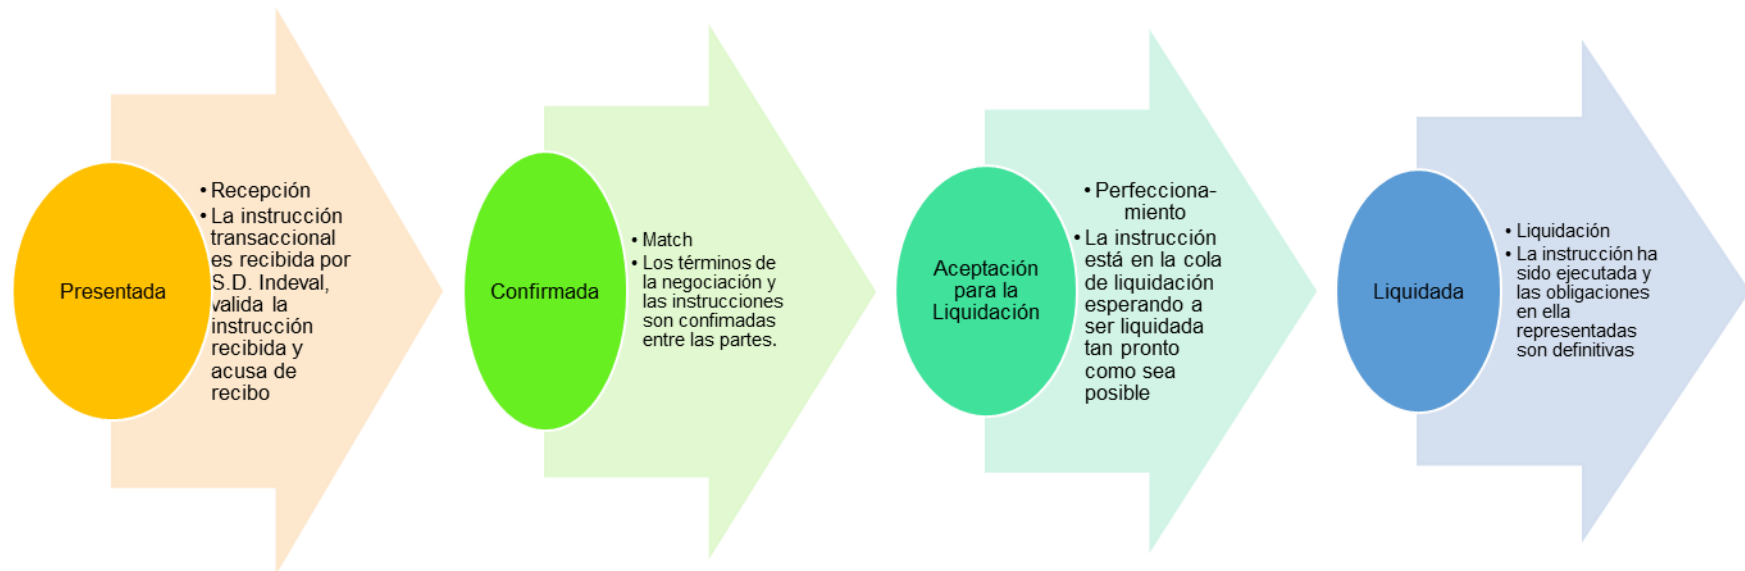 Presentada
• Recepción
• La instrucción
transaccional
es recibida por
S.D. Indeval,
valida la
instrucción
recibida y
acusa de
recibo
Confirmada
• Match
• Los términos de
la negociación y
las instrucciones
son confimadas
entre las partes.
Aceptación
para la
Liquidación
• Perfecciona-
miento
• La instrucción
está en la cola
de liquidación
esperando a
ser liquidada
tan pronto
como sea
posible
Liquidada
• Liquidación
• La instrucción ha
sido ejecutada y
las obligaciones
en ella
representadas
son definitivas